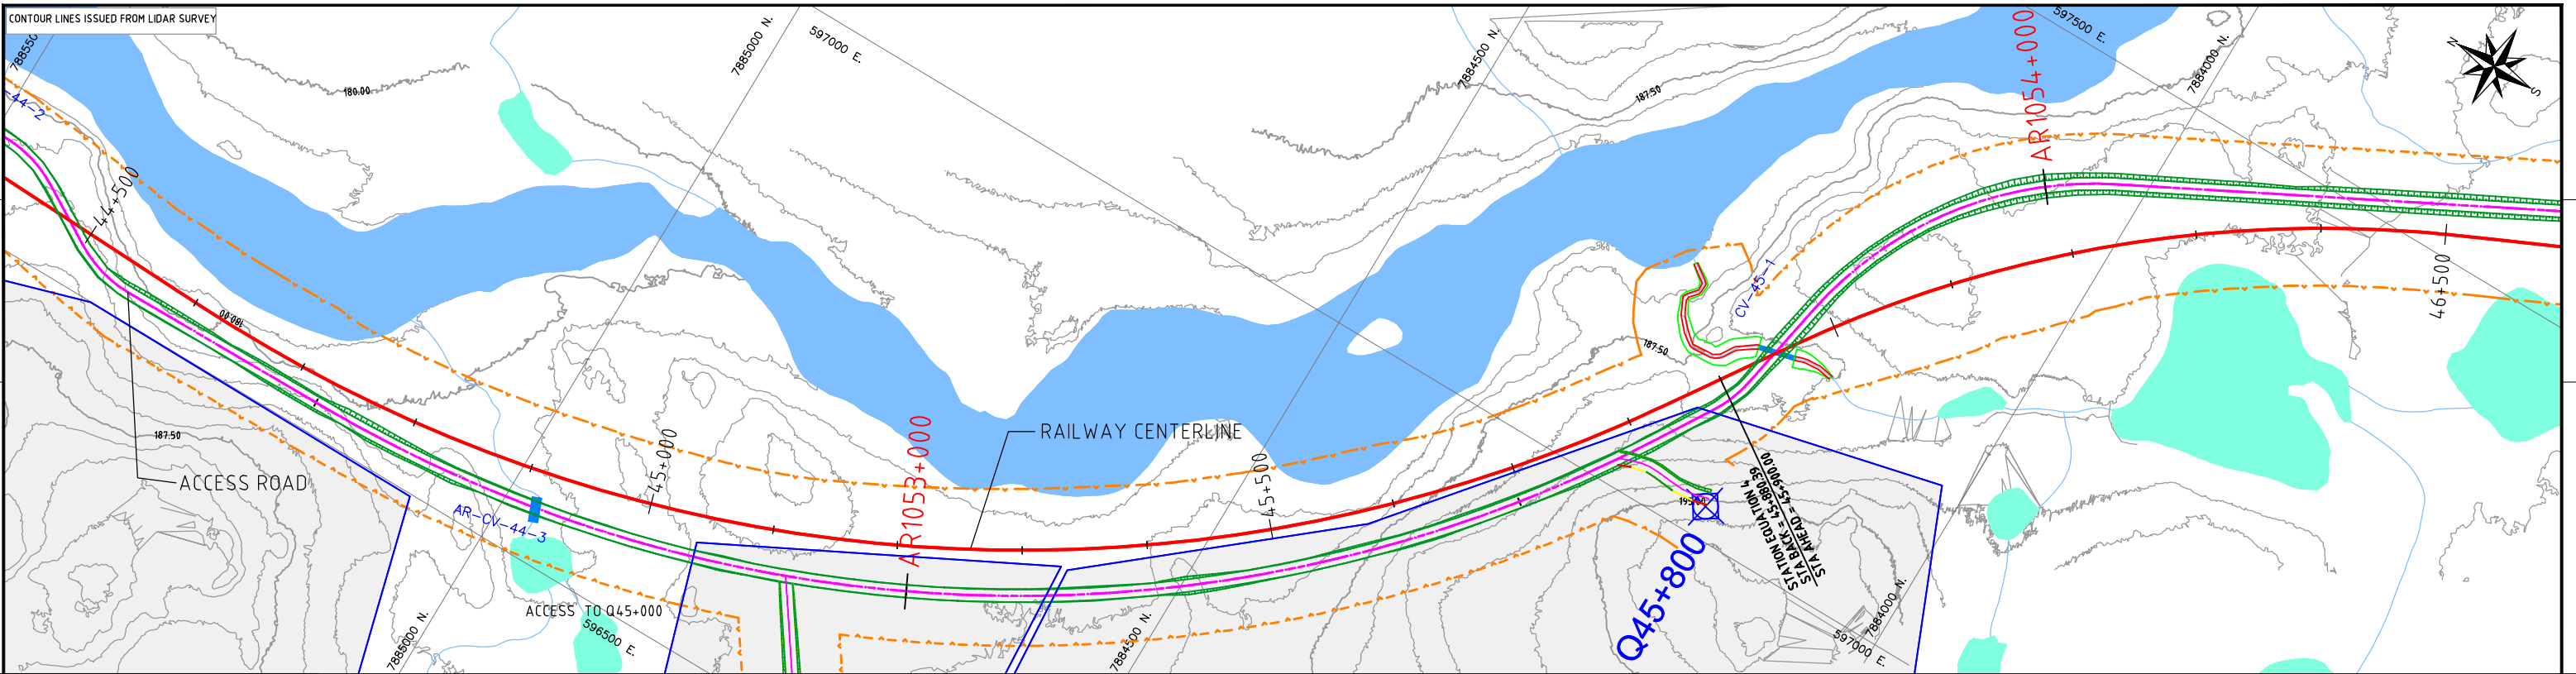 CONTOUR LINES ISSUED FROM LIDAR SURVEY
788550
7885000 N.
597000 E.
7884500 N.
AR1054+000
597500 E.
7884000 N.
N
S
180.00
187.50
-44-2
44+500
180.00
CV-45-1
46+500
187.50
187.50
ACCESS ROAD
AR-CV-44-3
45+000
AR1053+000
RAILWAY CENTERLINE
45+500
STATION EQUATION 4
STA BACK = 45+880.39
STA AHEAD = 45+900.00
Q45+800
ACCESS TO Q45+000
596500 E.
7885000 N.
7884500 N.
597000 E.
7884000 N.